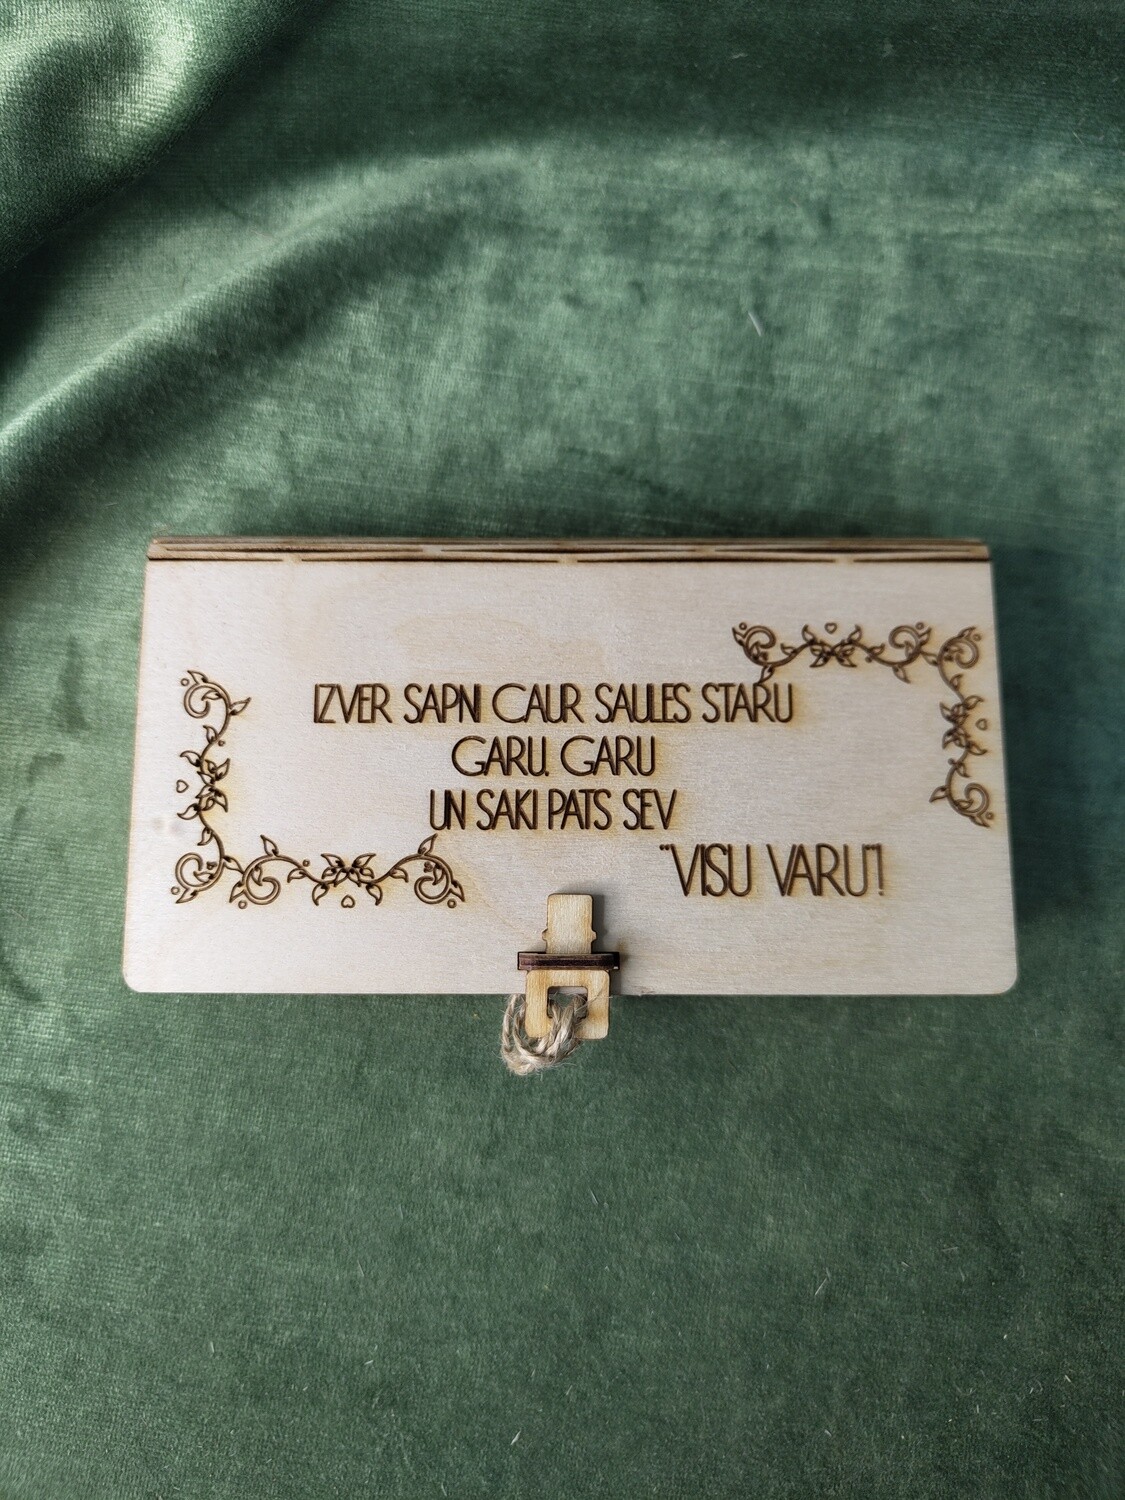 IZVER SAPNI CAUR SAULES STARU
GARU, GARU
UN SAKI PATS SEV
"VISU VARU"!